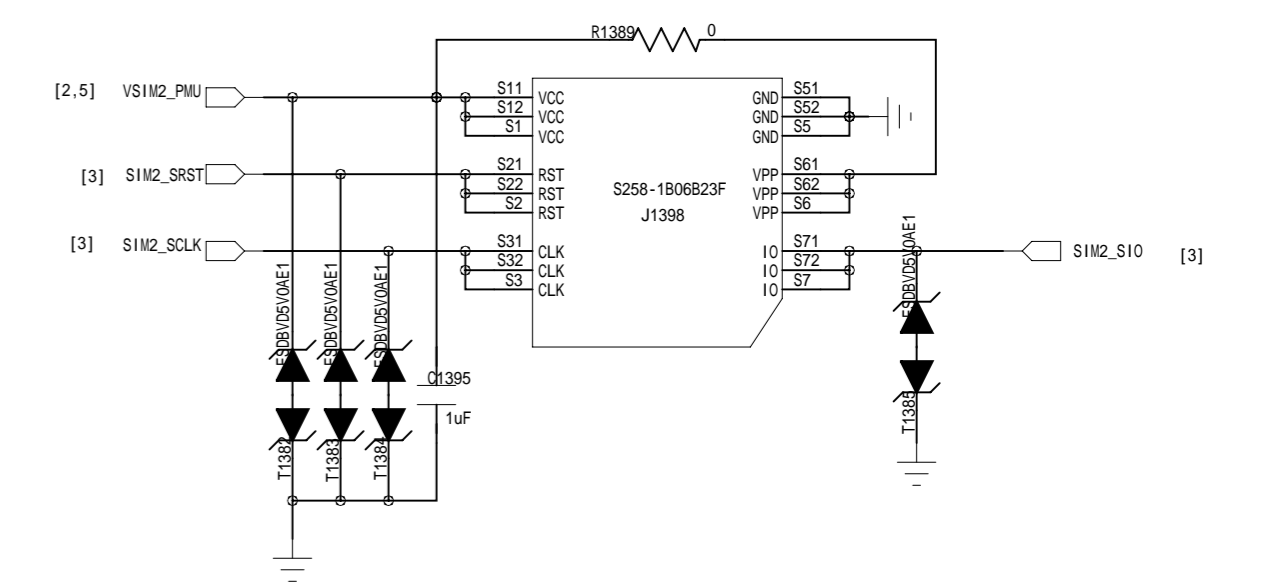 R1389 0
[2,5] VSIM2_PMU
S11 VCC GND S51
S12 VCC GND S52
S1 VCC GND S5
[3] SIM2_SRST
S21 RST VPP S61
S22 RST VPP S62
S2 RST VPP S6
S258-1B06B23F
J1398
[3] SIM2_SCLK
S31 CLK IO S71
S32 CLK IO S72
S3 CLK IO S7
SIM2_SIO [3]
ESDBVD5V0AE1
ESDBVD5V0AE1
ESDBVD5V0AE1
ESDBVD5V0AE1
C1395
1uF
T1382
T1383
T1384
T1385